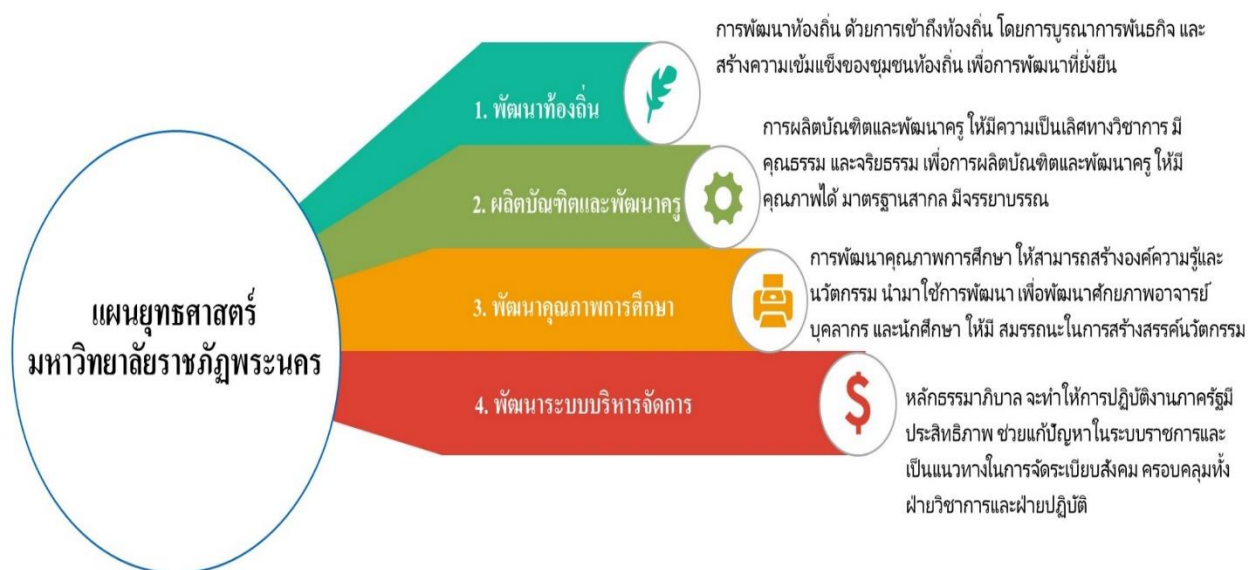 แผนยุทธศาสตร์
มหาวิทยาลัยราชภัฏพระนคร
1. พัฒนาท้องถิ่น
การพัฒนาท้องถิ่น ด้วยการเข้าถึงท้องถิ่น โดยการบูรณาการพันธกิจ และ
สร้างความเข้มแข็งของชุมชนท้องถิ่น เพื่อการพัฒนาที่ยั่งยืน
2. ผลิตบัณฑิตและพัฒนาครู
การผลิตบัณฑิตและพัฒนาครู ให้มีความเป็นเลิศทางวิชาการ มี
คุณธรรม และจริยธรรม เพื่อการผลิตบัณฑิตและพัฒนาครู ให้มี
คุณภาพได้ มาตรฐานสากล มีจรรยาบรรณ
3. พัฒนาคุณภาพการศึกษา
การพัฒนาคุณภาพการศึกษา ให้สามารถสร้างองค์ความรู้และ
นวัตกรรม นำมาใช้การพัฒนา เพื่อพัฒนาศักยภาพอาจารย์
บุคลากร และนักศึกษา ให้มี สมรรถนะในการสร้างสรรค์นวัตกรรม
4. พัฒนาระบบบริหารจัดการ
$
หลักธรรมาภิบาล จะทำให้การปฏิบัติงานภาครัฐมี
ประสิทธิภาพ ช่วยแก้ปัญหาในระบบราชการและ
เป็นแนวทางในการจัดระเบียบสังคม ครอบคลุมทั้ง
ฝ่ายวิชาการและฝ่ายปฏิบัติ